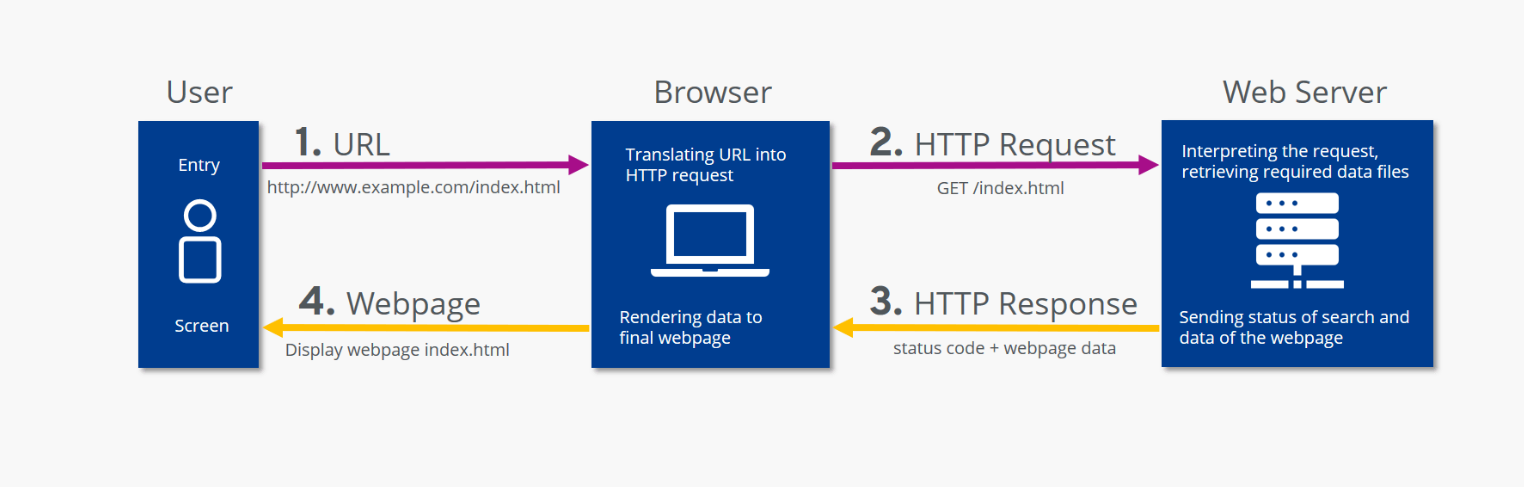 User
Browser
Web Server
Entry
1. URL
http://www.example.com/index.html
Translating URL into
HTTP request
2. HTTP Request
GET /index.html
Interpreting the request,
retrieving required data files
Screen
4. Webpage
Display webpage index.html
Rendering data to
final webpage
3. HTTP Response
status code + webpage data
Sending status of search and
data of the webpage